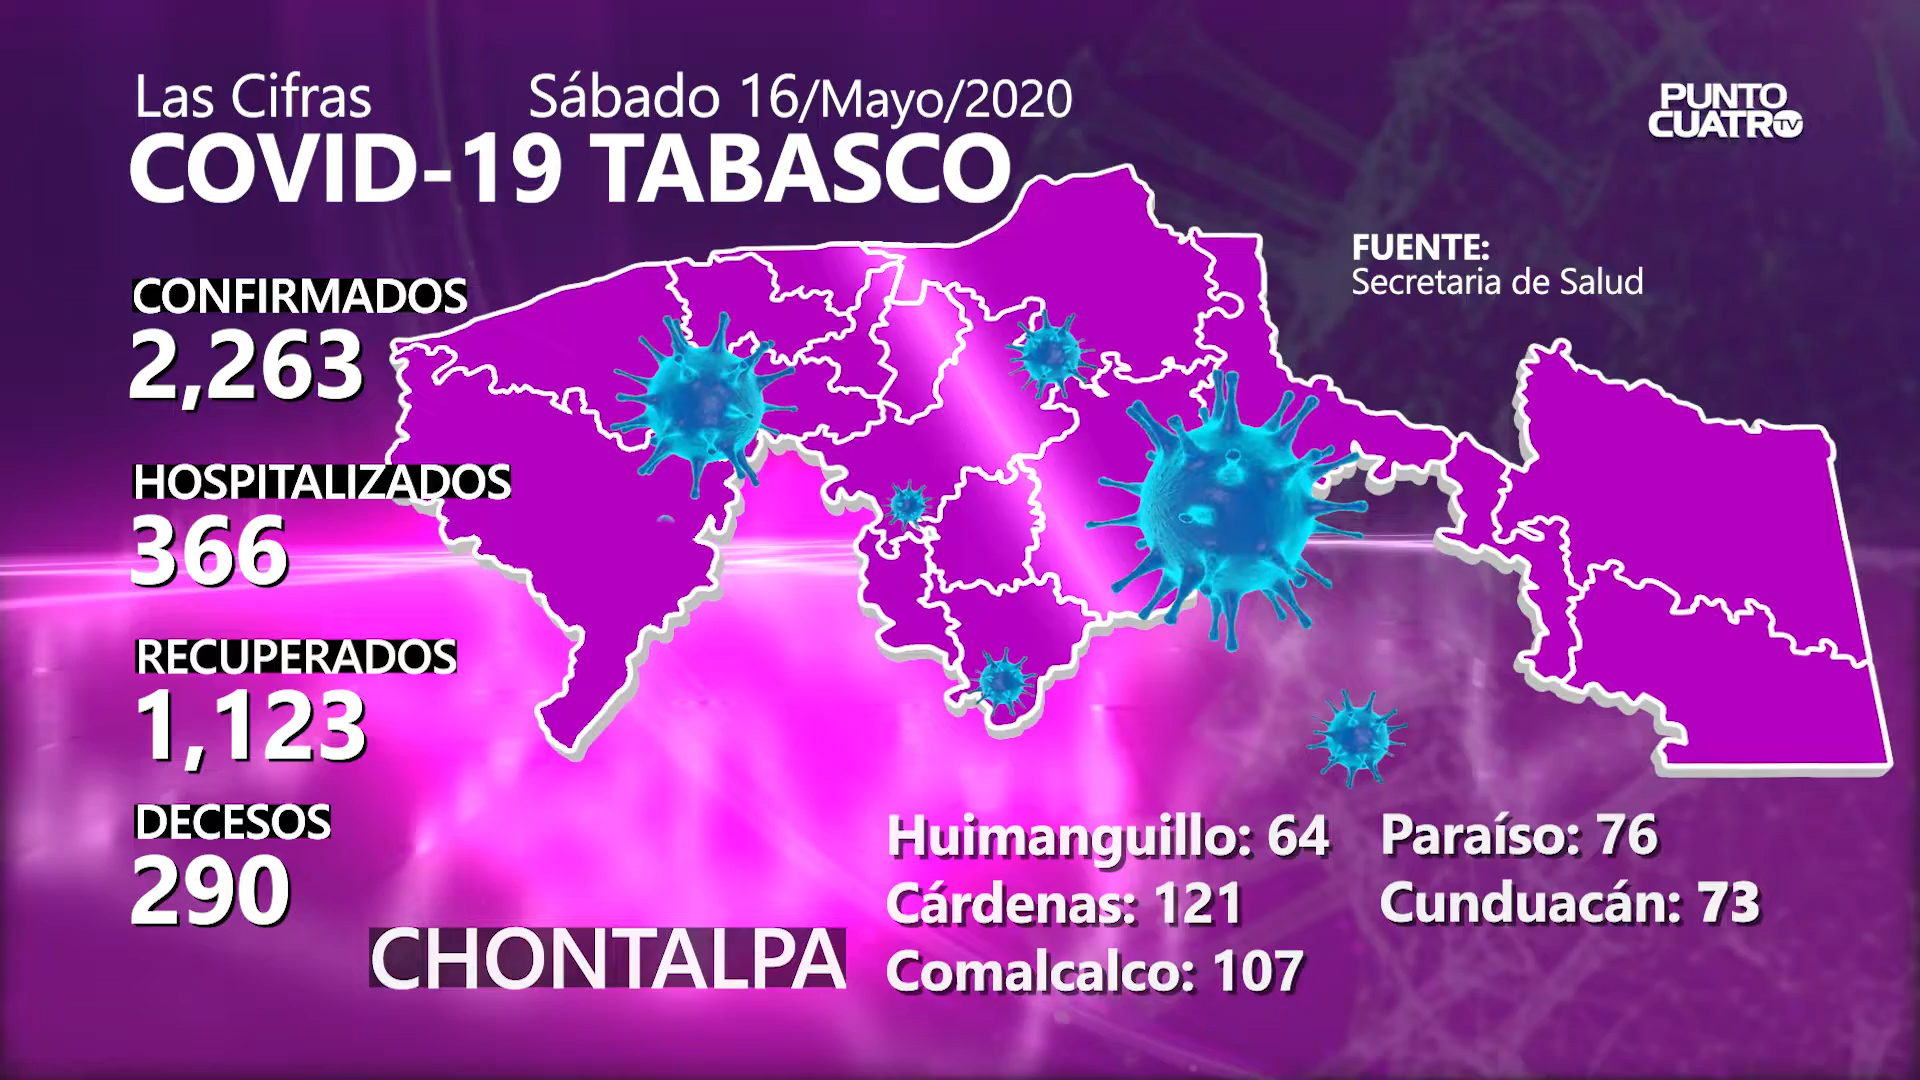 Las Cifras
Sábado 16/Mayo/2020
COVID-19 TABASCO
PUNTO
CUATRO TV
FUENTE:
Secretaria de Salud
CONFIRMADOS
2,263
HOSPITALIZADOS
366
RECUPERADOS
1,123
DECESOS
290
CHONTALPA
Huimanguillo: 64
Cárdenas: 121
Comalcalco: 107
Paraíso: 76
Cunduacán: 73